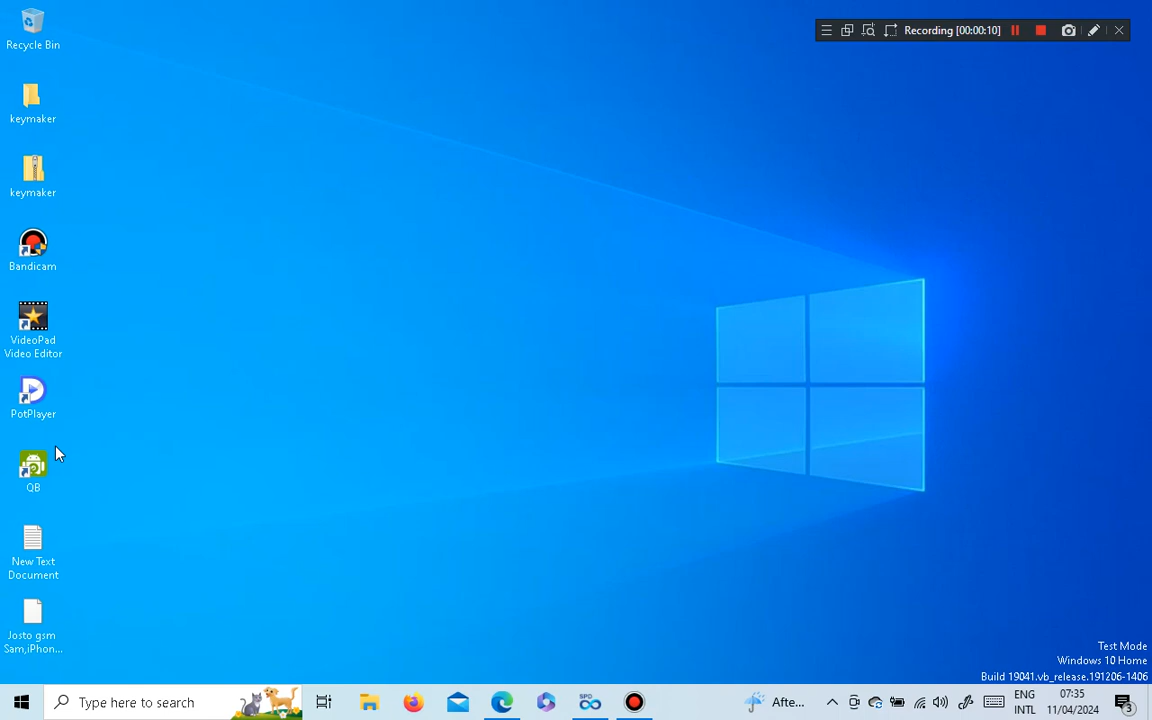 Recycle Bin
keymaker
keymaker
Bandicam
VideoPad
Video Editor
PotPlayer
QB
New Text
Document
Josto gsm
Sam,iPhon...
Recording [00:00:10]
Test Mode
Windows 10 Home
Build 19041.vb_release.191206-1406
Type here to search
SPD
Afte...
ENG
INTL
07:35
11/04/2024
3